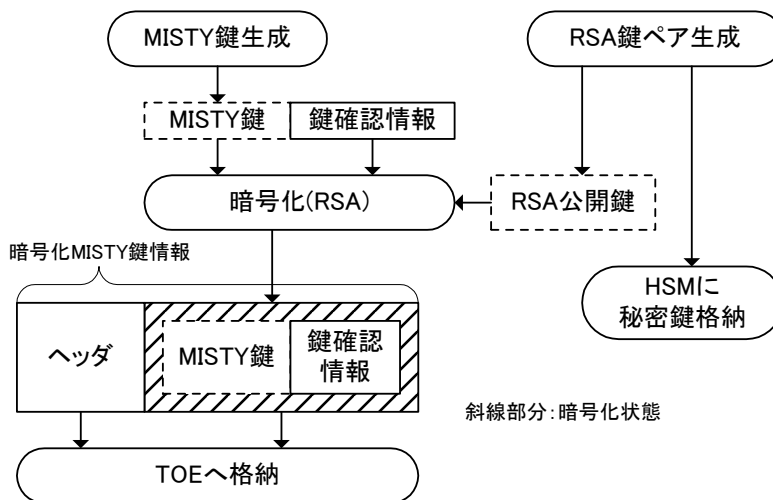 MISTY鍵生成
RSA鍵ペア生成
MISTY鍵
鍵確認情報
暗号化(RSA)
RSA公開鍵
暗号化MISTY鍵情報
HSMに
秘密鍵格納
ヘッダ
MISTY鍵
鍵確認
情報
斜線部分:暗号化状態
TOEへ格納